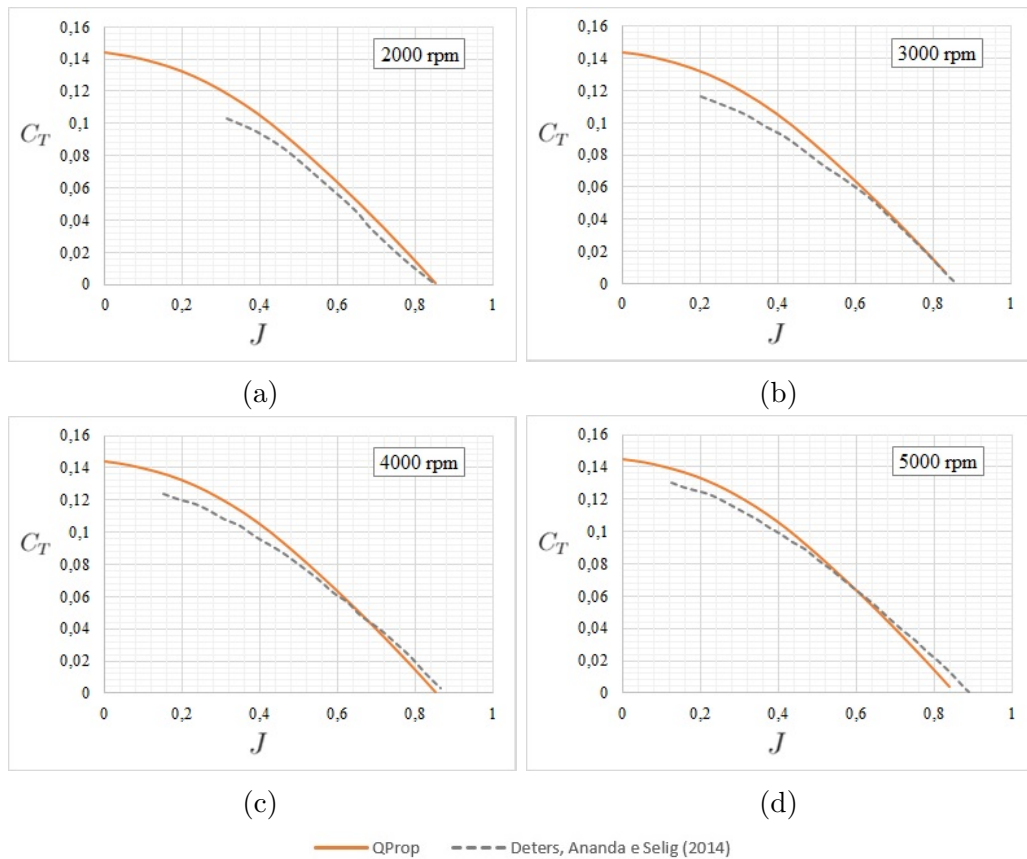 0,16
2000 rpm
0,14
0,12
0,1
C_T
0,08
0,06
0,04
0,02
0
0 0,2 0,4 0,6 0,8 1
J
(a)
0,16
3000 rpm
0,14
0,12
0,1
C_T
0,08
0,06
0,04
0,02
0
0 0,2 0,4 0,6 0,8 1
J
(b)
0,16
4000 rpm
0,14
0,12
0,1
C_T
0,08
0,06
0,04
0,02
0
0 0,2 0,4 0,6 0,8 1
J
(c)
0,16
5000 rpm
0,14
0,12
0,1
C_T
0,08
0,06
0,04
0,02
0
0 0,2 0,4 0,6 0,8 1
J
(d)
QProp Deters, Ananda e Selig (2014)